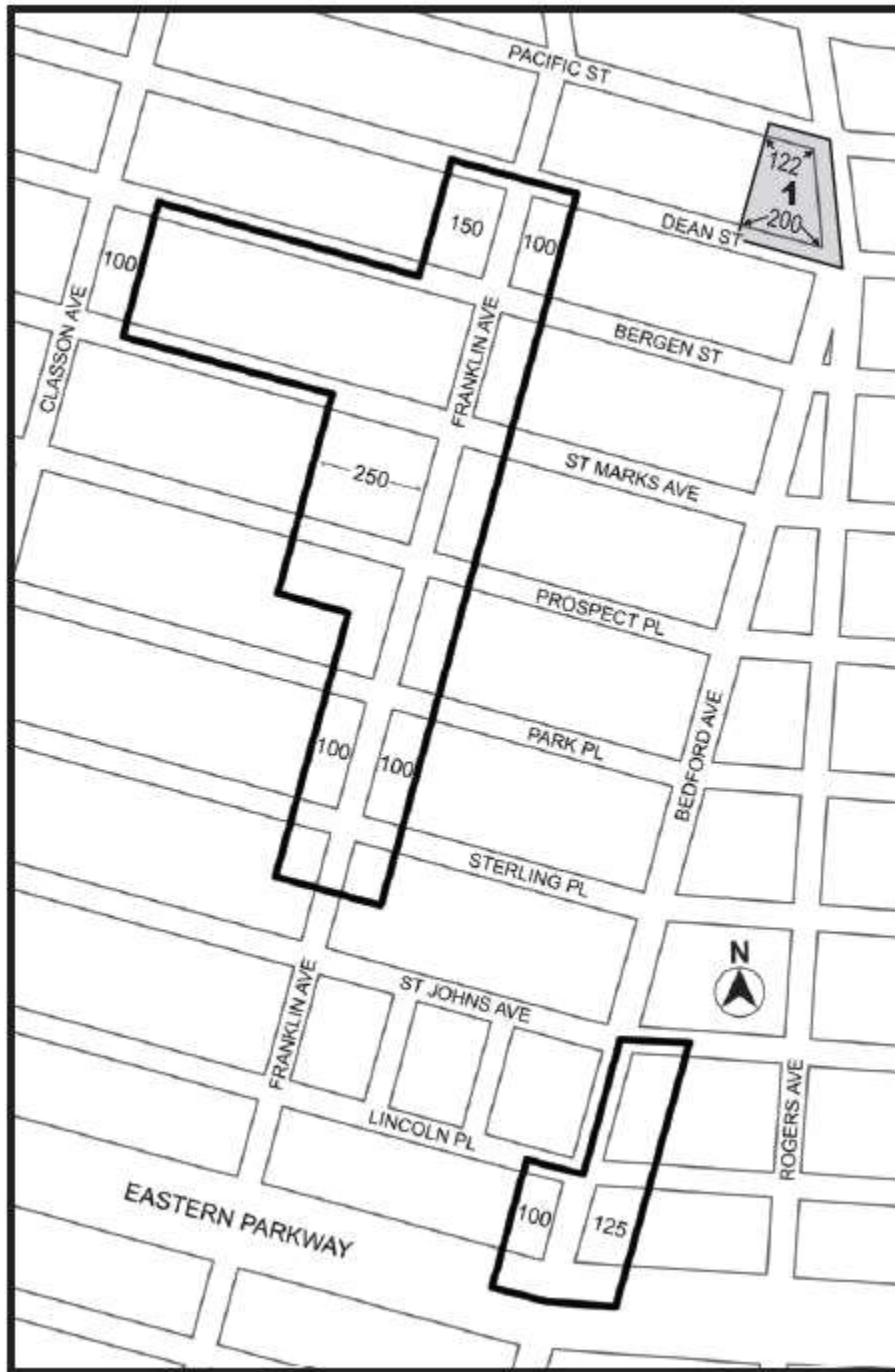 PACIFIC ST
122
1
200
150
100
DEAN ST
100
CLASSON AVE
FRANKLIN AVE
BERGEN ST
250
ST MARKS AVE
PROSPECT PL
BEDFORD AVE
PARK PL
100
100
STERLING PL
N
FRANKLIN AVE
ST JOHNS AVE
ROGERS AVE
LINCOLN PL
EASTERN PARKWAY
100
125